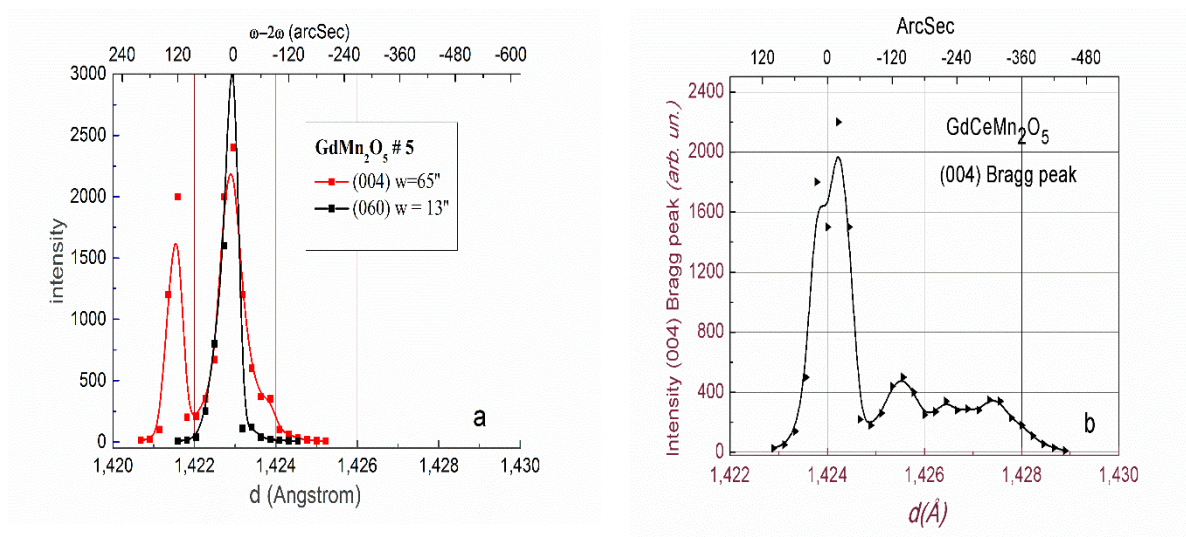 ω−2ω (arcSec)
240 120 0 -120 -240 -360 -480 -600
3000
2500
2000
1500
1000
500
0
intensity
GdMn₂O₅ # 5
(004) w=65"
(060) w = 13"
a
1,420 1,422 1,424 1,426 1,428 1,430
d (Angstrom)
ArcSec
120 0 -120 -240 -360 -480
2400
2000
1600
1200
800
400
0
Intensity (004) Bragg peak (arb. un.)
GdCeMn₂O₅
(004) Bragg peak
b
1,422 1,424 1,426 1,428 1,430
d(Å)